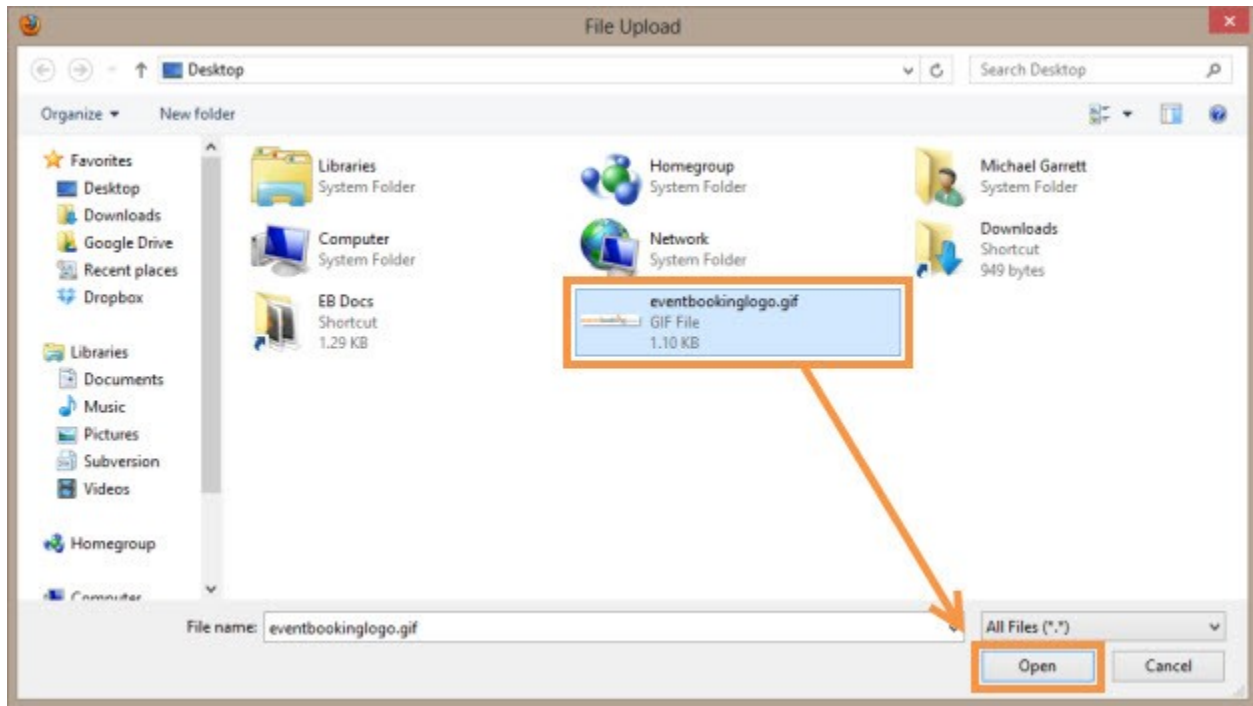 File Upload
Desktop
Search Desktop
Organize
New folder
Favorites
Desktop
Downloads
Google Drive
Recent places
Dropbox
Libraries
Documents
Music
Pictures
Subversion
Videos
Homegroup
Computer
Libraries
System Folder
Homegroup
System Folder
Michael Garrett
System Folder
Computer
System Folder
Network
System Folder
Downloads
Shortcut
949 bytes
EB Docs
Shortcut
1.29 KB
eventbookinglogo.gif
GIF File
1.10 KB
File name: eventbookinglogo.gif
All Files (*.*)
Open
Cancel